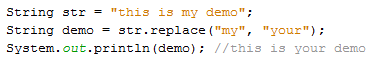 String str = "this is my demo";
String demo = str.replace("my", "your");
System.out.println(demo); //this is your demo